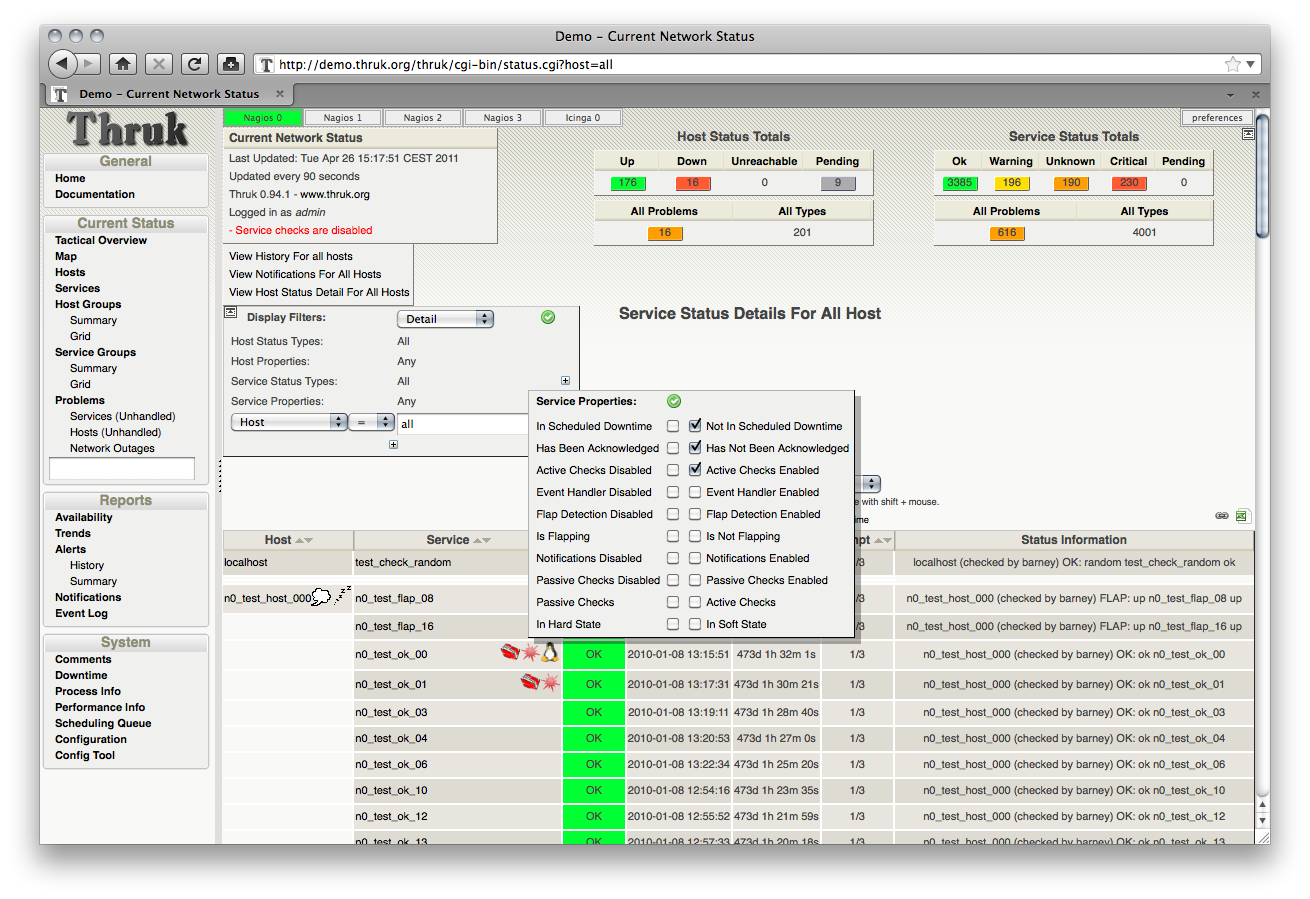 Demo – Current Network Status
http://demo.thruk.org/thruk/cgi-bin/status.cgi?host=all
Demo – Current Network Status
Thruk
General
Home
Documentation
Current Status
Tactical Overview
Map
Hosts
Services
Host Groups
Summary
Grid
Service Groups
Summary
Grid
Problems
Services (Unhandled)
Hosts (Unhandled)
Network Outages
Reports
Availability
Trends
Alerts
History
Summary
Notifications
Event Log
System
Comments
Downtime
Process Info
Performance Info
Scheduling Queue
Configuration
Config Tool
Nagios 0 Nagios 1 Nagios 2 Nagios 3 Icinga 0 preferences
Current Network Status
Last Updated: Tue Apr 26 15:17:51 CEST 2011
Updated every 90 seconds
Thruk 0.94.1 - www.thruk.org
Logged in as admin
- Service checks are disabled
View History For all hosts
View Notifications For All Hosts
View Host Status Detail For All Hosts
Host Status Totals
Up Down Unreachable Pending
176 16 0 9
All Problems All Types
16 201
Service Status Totals
Ok Warning Unknown Critical Pending
3385 196 190 230 0
All Problems All Types
616 4001
Display Filters: Detail
Host Status Types: All
Host Properties: Any
Service Status Types: All
Service Properties: Any
Host = all
Service Status Details For All Host
Service Properties:
In Scheduled Downtime Not In Scheduled Downtime
Has Been Acknowledged Has Not Been Acknowledged
Active Checks Disabled Active Checks Enabled
Event Handler Disabled Event Handler Enabled
Flap Detection Disabled Flap Detection Enabled
Is Flapping Is Not Flapping
Notifications Disabled Notifications Enabled
Passive Checks Disabled Passive Checks Enabled
Passive Checks Active Checks
In Hard State In Soft State
e with shift + mouse.
ime
Host Service pt Status Information
localhost test_check_random /3 localhost (checked by barney) OK: random test_check_random ok
n0_test_host_000 n0_test_flap_08 /3 n0_test_host_000 (checked by barney) FLAP: up n0_test_flap_08 up
n0_test_flap_16 /3 n0_test_host_000 (checked by barney) FLAP: up n0_test_flap_16 up
n0_test_ok_00 OK 2010-01-08 13:15:51 473d 1h 32m 1s 1/3 n0_test_host_000 (checked by barney) OK: ok n0_test_ok_00
n0_test_ok_01 OK 2010-01-08 13:17:31 473d 1h 30m 21s 1/3 n0_test_host_000 (checked by barney) OK: ok n0_test_ok_01
n0_test_ok_03 OK 2010-01-08 13:19:11 473d 1h 28m 40s 1/3 n0_test_host_000 (checked by barney) OK: ok n0_test_ok_03
n0_test_ok_04 OK 2010-01-08 13:20:53 473d 1h 27m 0s 1/3 n0_test_host_000 (checked by barney) OK: ok n0_test_ok_04
n0_test_ok_06 OK 2010-01-08 13:22:34 473d 1h 25m 20s 1/3 n0_test_host_000 (checked by barney) OK: ok n0_test_ok_06
n0_test_ok_10 OK 2010-01-08 12:54:16 473d 1h 23m 35s 1/3 n0_test_host_000 (checked by barney) OK: ok n0_test_ok_10
n0_test_ok_12 OK 2010-01-08 12:55:52 473d 1h 21m 59s 1/3 n0_test_host_000 (checked by barney) OK: ok n0_test_ok_12
n0_test_ok_13 OK 2010-01-08 12:57:33 473d 1h 20m 18s 1/3 n0_test_host_000 (checked by barney) OK: ok n0_test_ok_13